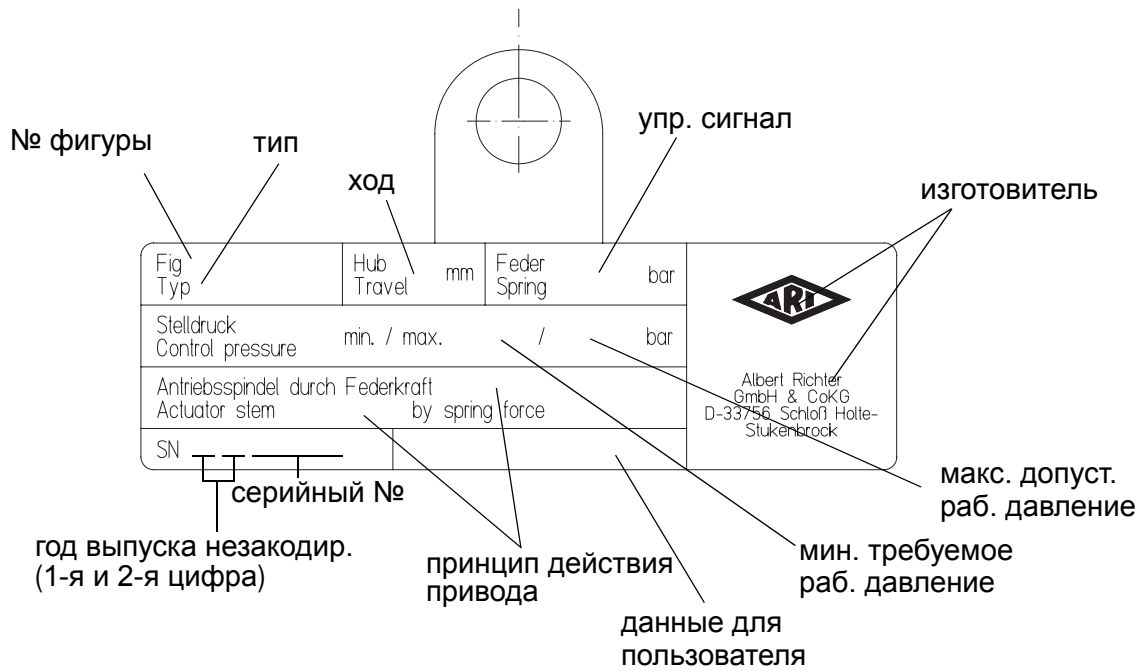 № фигуры
тип
ход
упр. сигнал
изготовитель
Fig
Typ
Hub
Travel
mm
Feder
Spring
bar
ARI
Stelldruck
Control pressure
min. / max.
/
bar
Antriebsspindel durch Federkraft
Actuator stem
by spring force
Albert Richter
GmbH & CoKG
D-33756 Schloß Holte-
Stukenbrock
SN
серийный №
год выпуска незакодир.
(1-я и 2-я цифра)
принцип действия
привода
данные для
пользователя
мин. требуемое
раб. давление
макс. допуст.
раб. давление